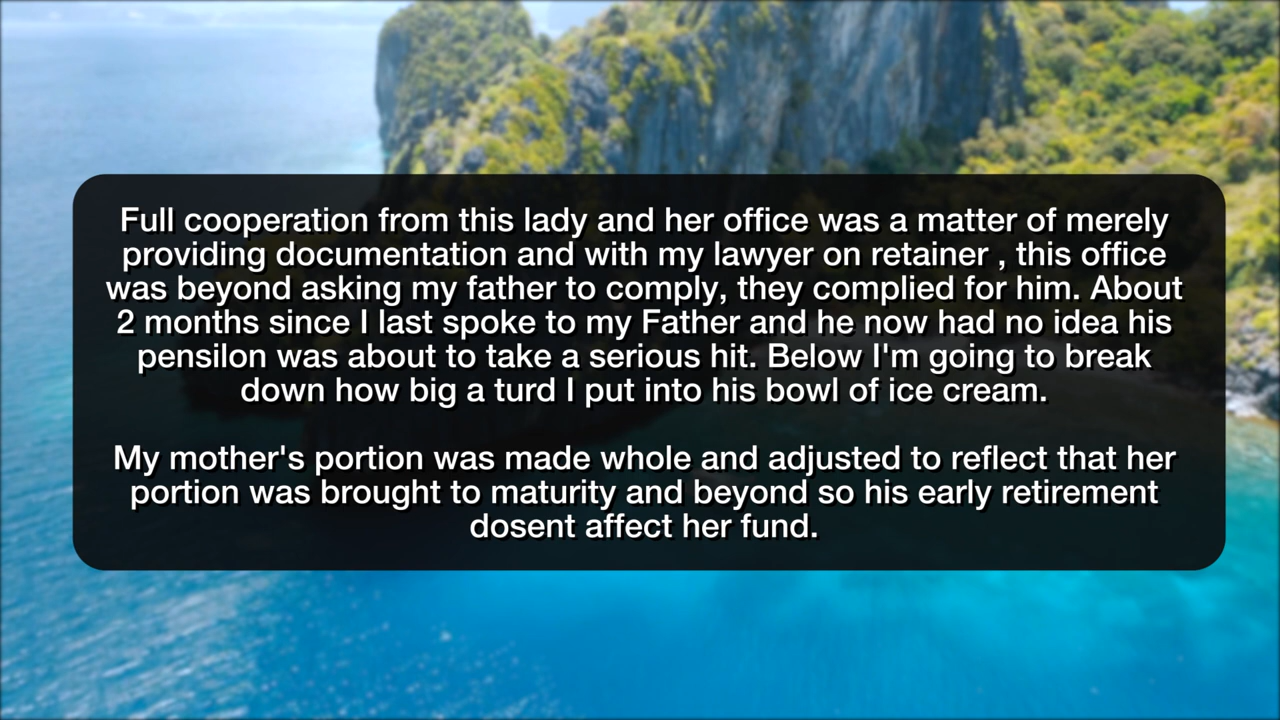 Full cooperation from this lady and her office was a matter of merely
providing documentation and with my lawyer on retainer , this office
was beyond asking my father to comply, they complied for him. About
2 months since I last spoke to my Father and he now had no idea his
pensilon was about to take a serious hit. Below I'm going to break
down how big a turd I put into his bowl of ice cream.

My mother's portion was made whole and adjusted to reflect that her
portion was brought to maturity and beyond so his early retirement
dosent affect her fund.